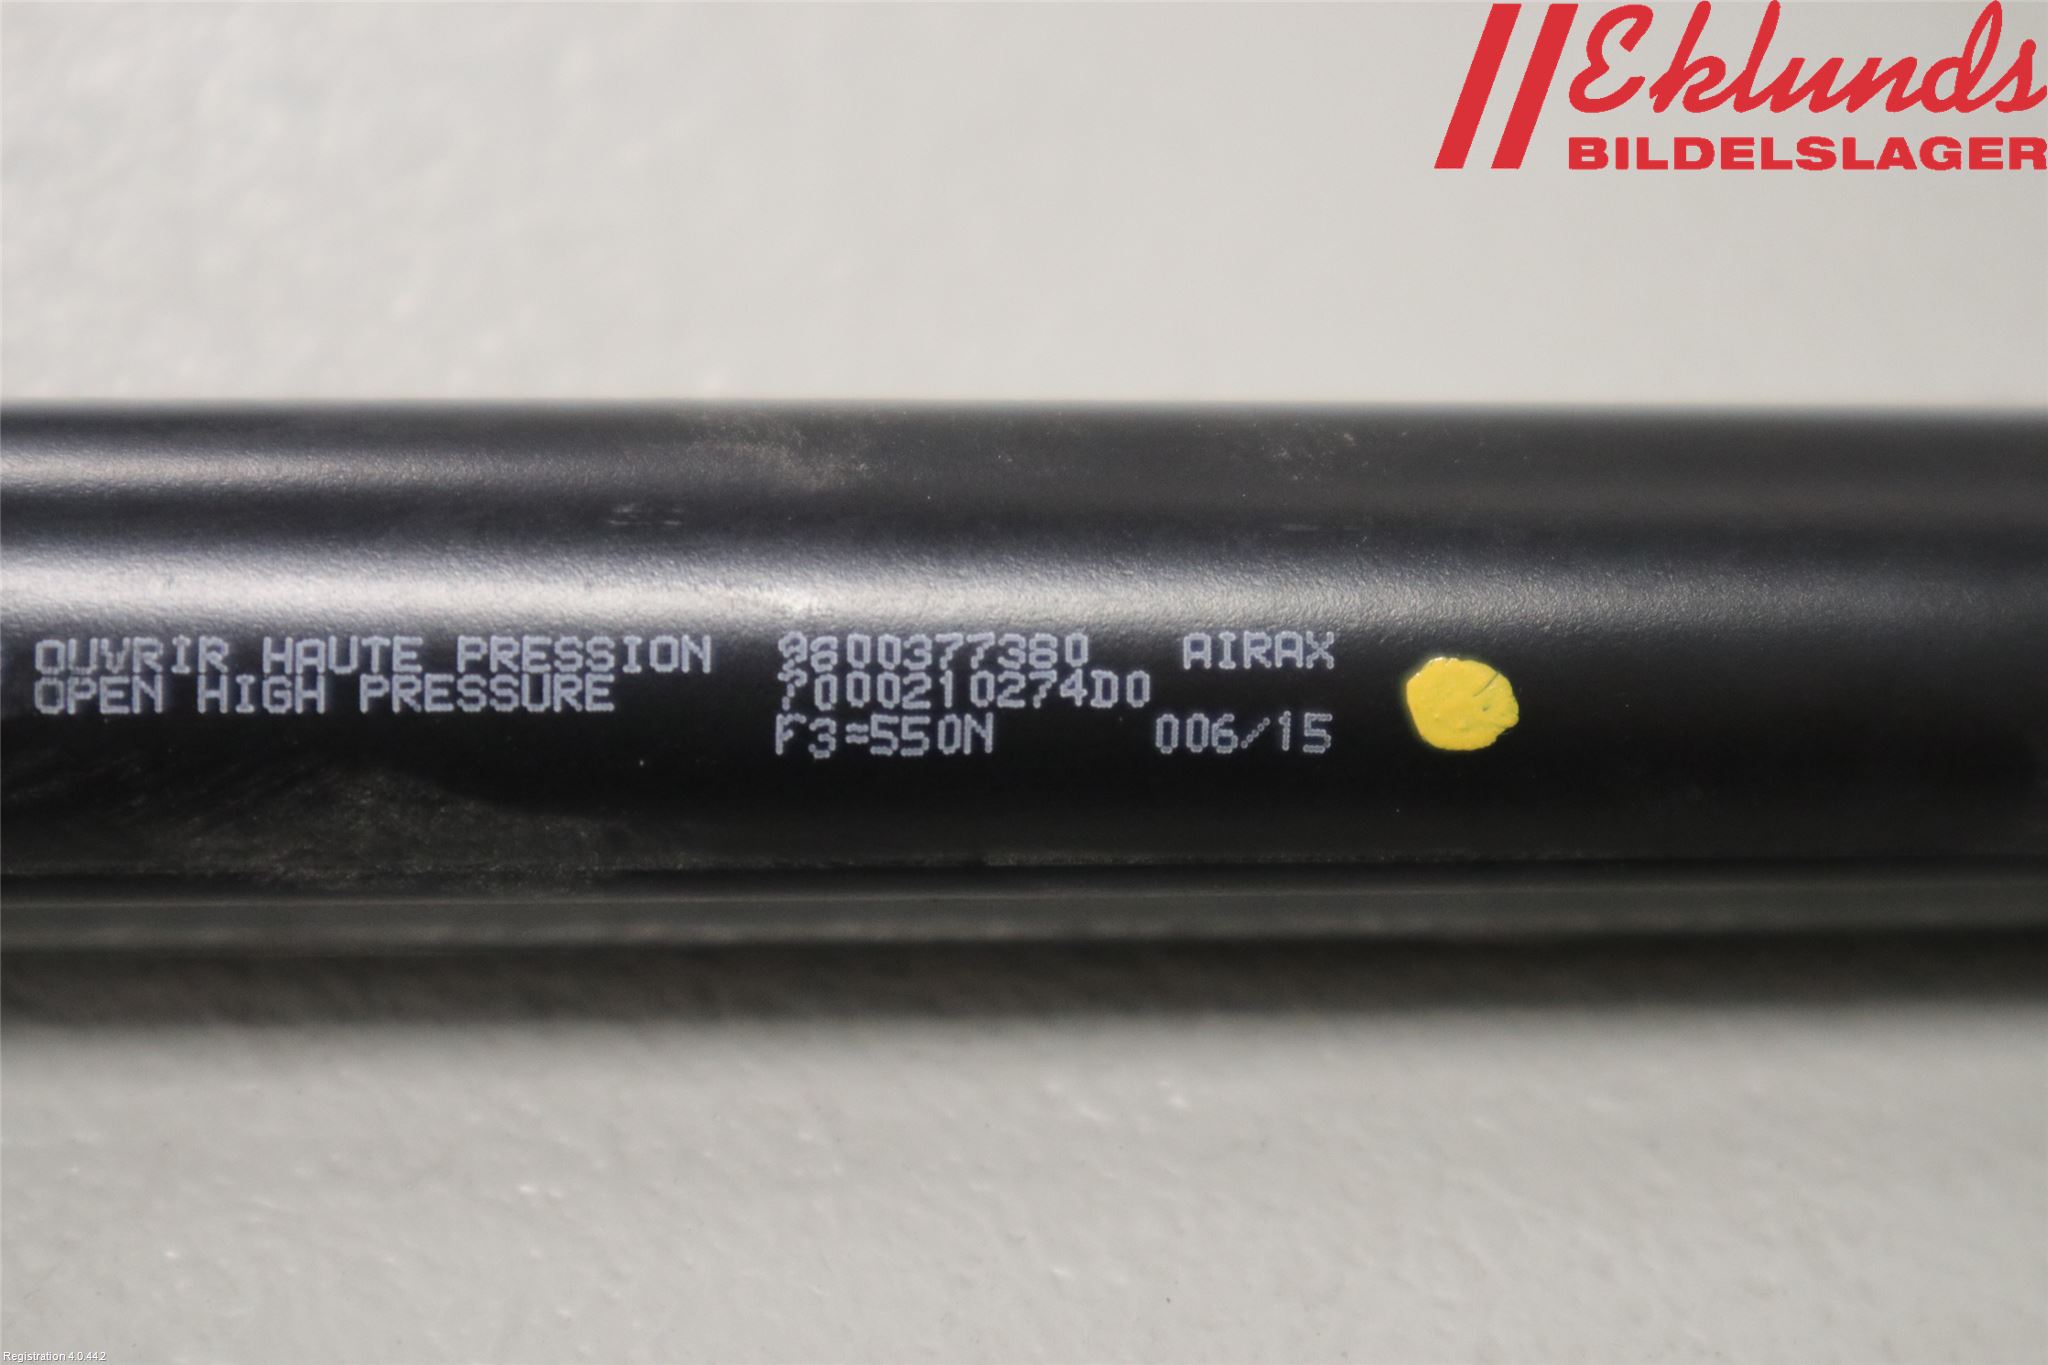 Eklunds
BILDELSLAGER
OUVRIR HAUTE PRESSION 9600377380 AIRAX
OPEN HIGH PRESSURE 7000210274D0
F3=550N 006/15
Registration 4.0.44.2